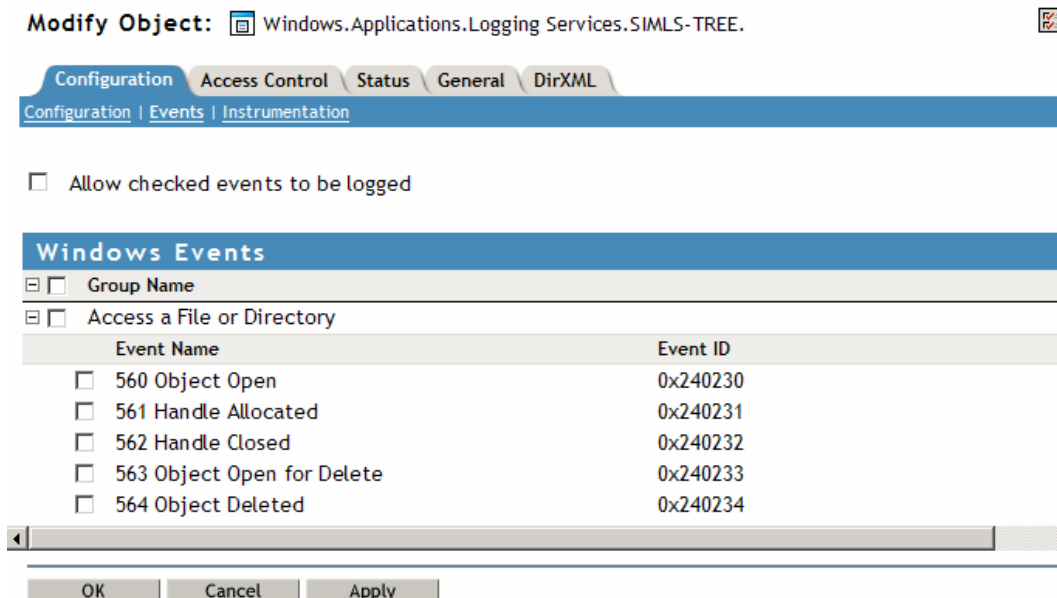 Modify Object: Windows.Applications.Logging Services.SIMLS-TREE.
Configuration Access Control Status General DirXML
Configuration | Events | Instrumentation
Allow checked events to be logged
Windows Events
Group Name
Access a File or Directory
Event Name Event ID
560 Object Open 0x240230
561 Handle Allocated 0x240231
562 Handle Closed 0x240232
563 Object Open for Delete 0x240233
564 Object Deleted 0x240234
OK Cancel Apply